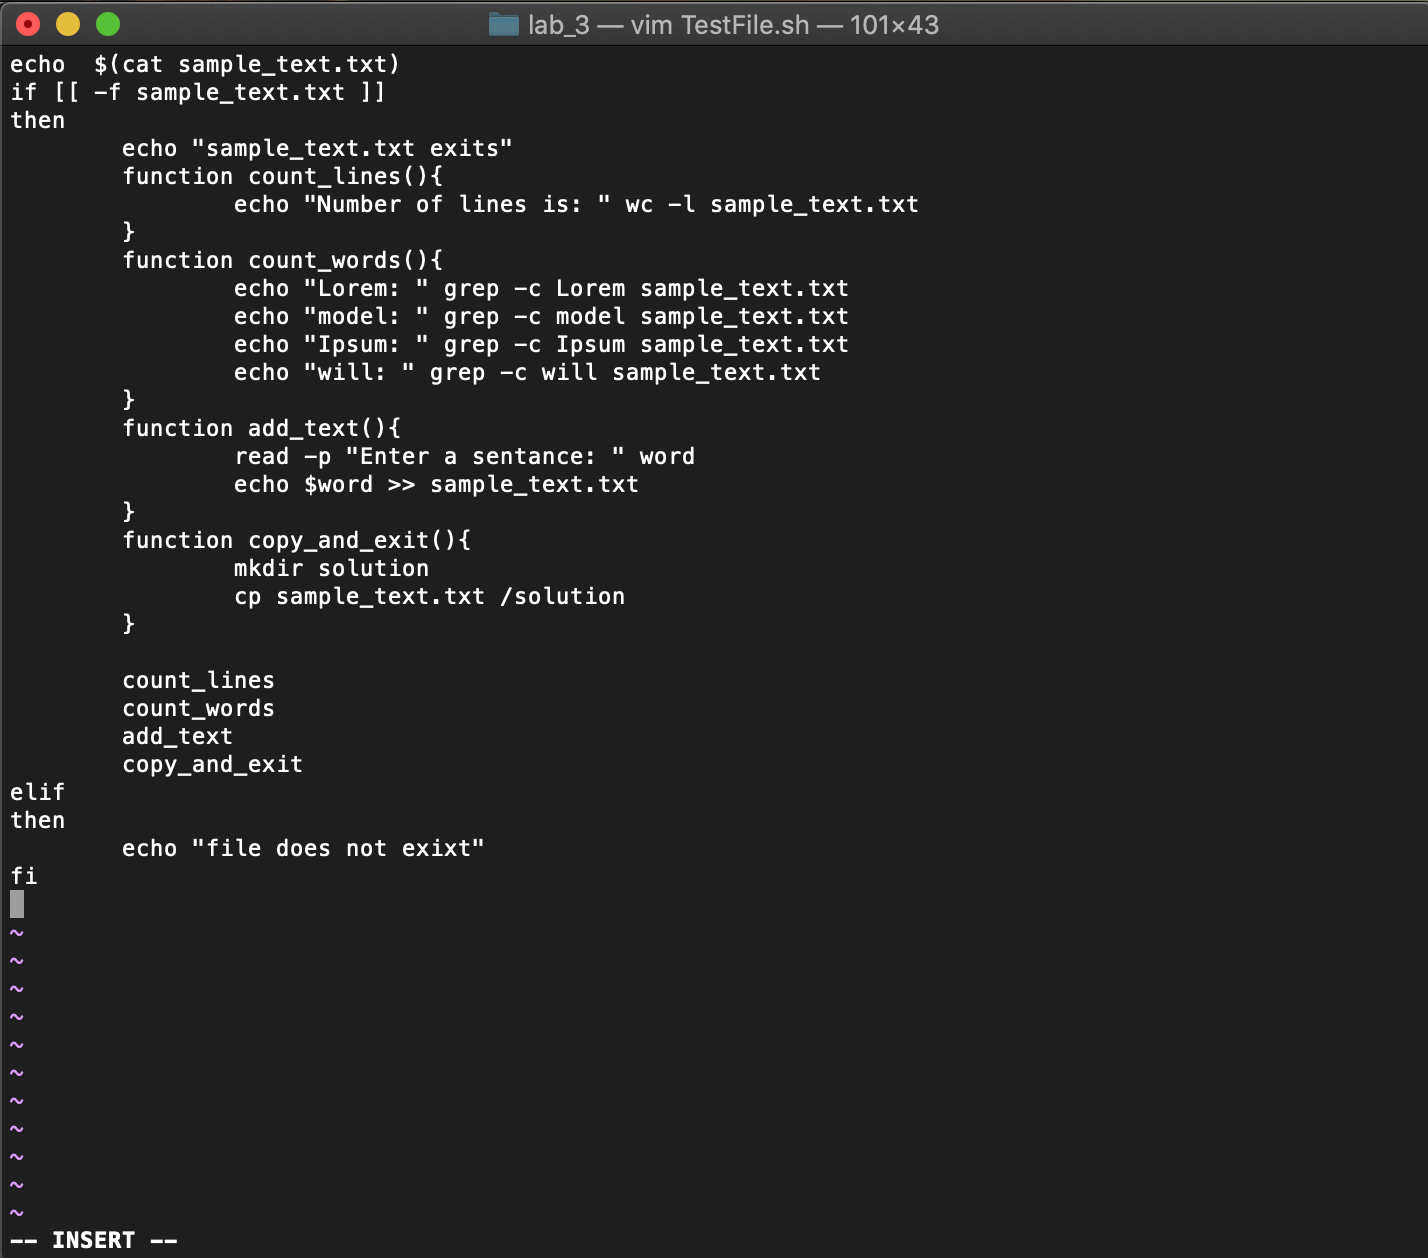 lab_3 — vim TestFile.sh — 101×43
echo  $(cat sample_text.txt)
if [[ -f sample_text.txt ]]
then
        echo "sample_text.txt exits"
        function count_lines(){
                echo "Number of lines is: " wc -l sample_text.txt
        }
        function count_words(){
                echo "Lorem: " grep -c Lorem sample_text.txt
                echo "model: " grep -c model sample_text.txt
                echo "Ipsum: " grep -c Ipsum sample_text.txt
                echo "will: " grep -c will sample_text.txt
        }
        function add_text(){
                read -p "Enter a sentance: " word
                echo $word >> sample_text.txt
        }
        function copy_and_exit(){
                mkdir solution
                cp sample_text.txt /solution
        }

        count_lines
        count_words
        add_text
        copy_and_exit
elif
then
        echo "file does not exixt"
fi
~
~
~
~
~
~
~
~
~
~
~
-- INSERT --